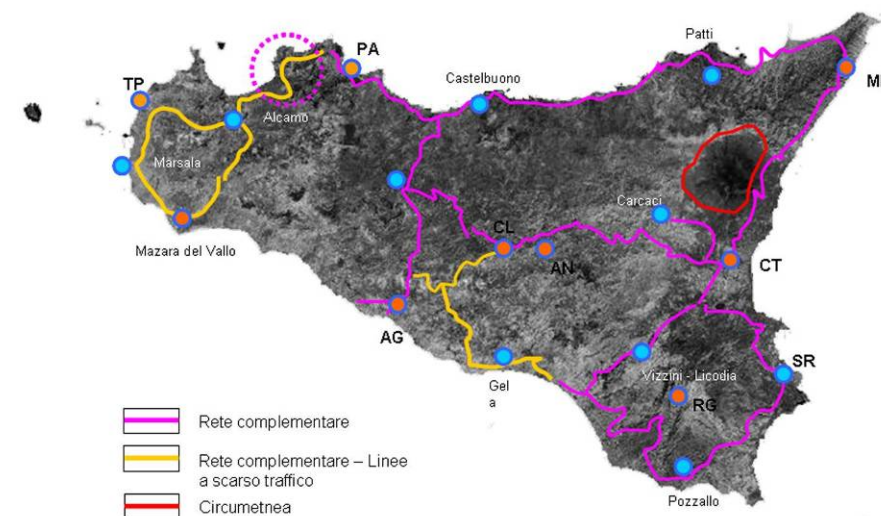 Patti
PA
Castelbuono
ME
TP
Alcamo
Marsala
Carcaci
CL
Mazara del Vallo
AN
CT
AG
SR
Vizzini - Licodia
Gel
a
RG
Rete complementare
Rete complementare – Linee
a scarso traffico
Pozzallo
Circumetnea